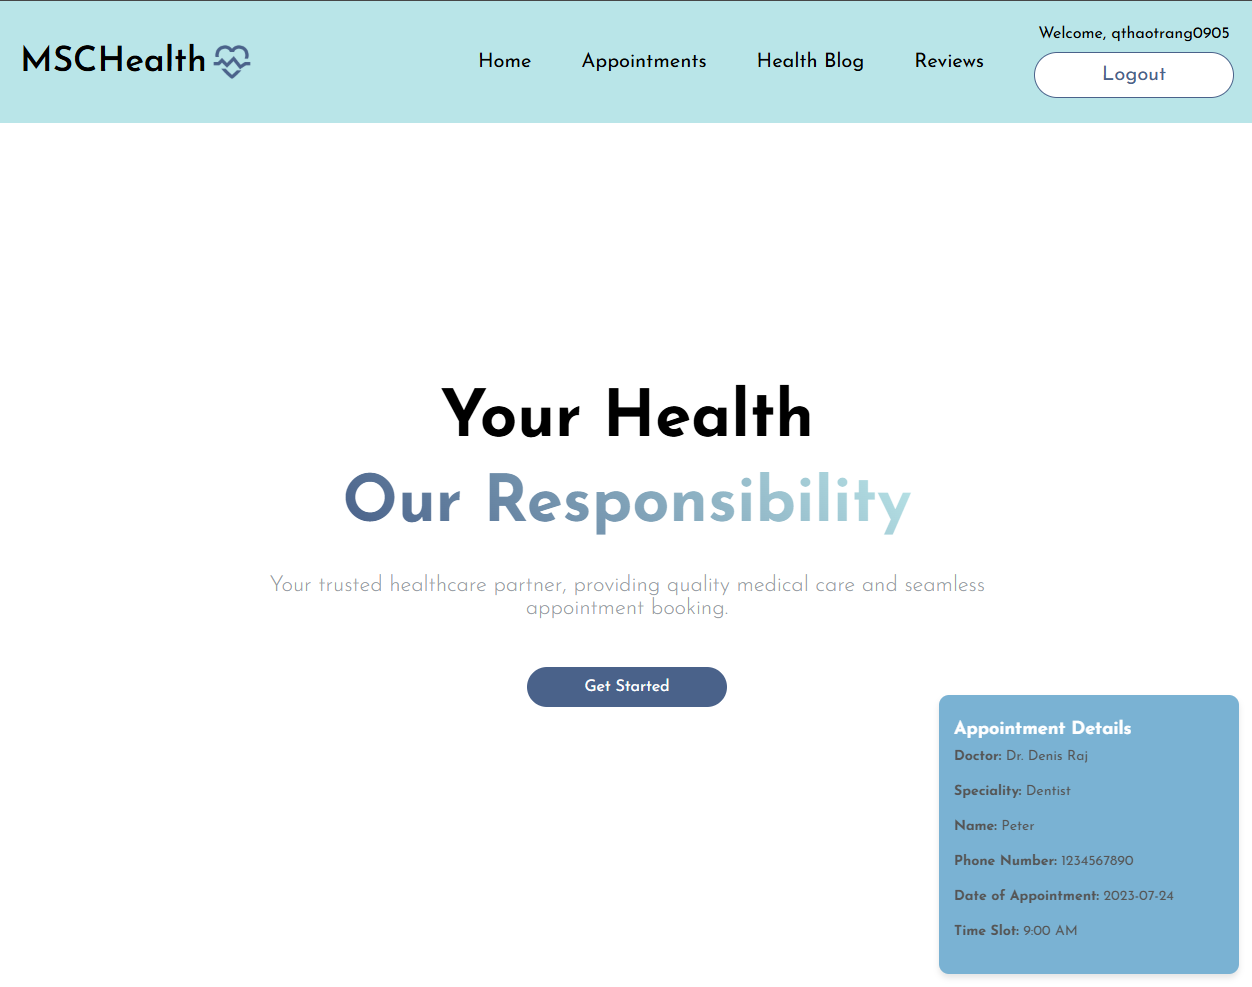 MSCHealth
Home
Appointments
Health Blog
Reviews
Welcome, qthaotrang0905
Logout
Your Health
Our Responsibility
Your trusted healthcare partner, providing quality medical care and seamless
appointment booking.
Get Started
Appointment Details
Doctor: Dr. Denis Raj
Speciality: Dentist
Name: Peter
Phone Number: 1234567890
Date of Appointment: 2023-07-24
Time Slot: 9:00 AM